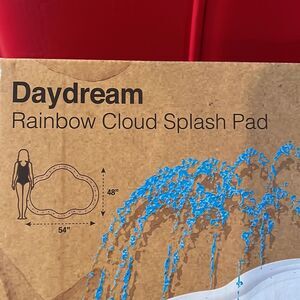 Daydream
Rainbow Cloud Splash Pad
48"
54"